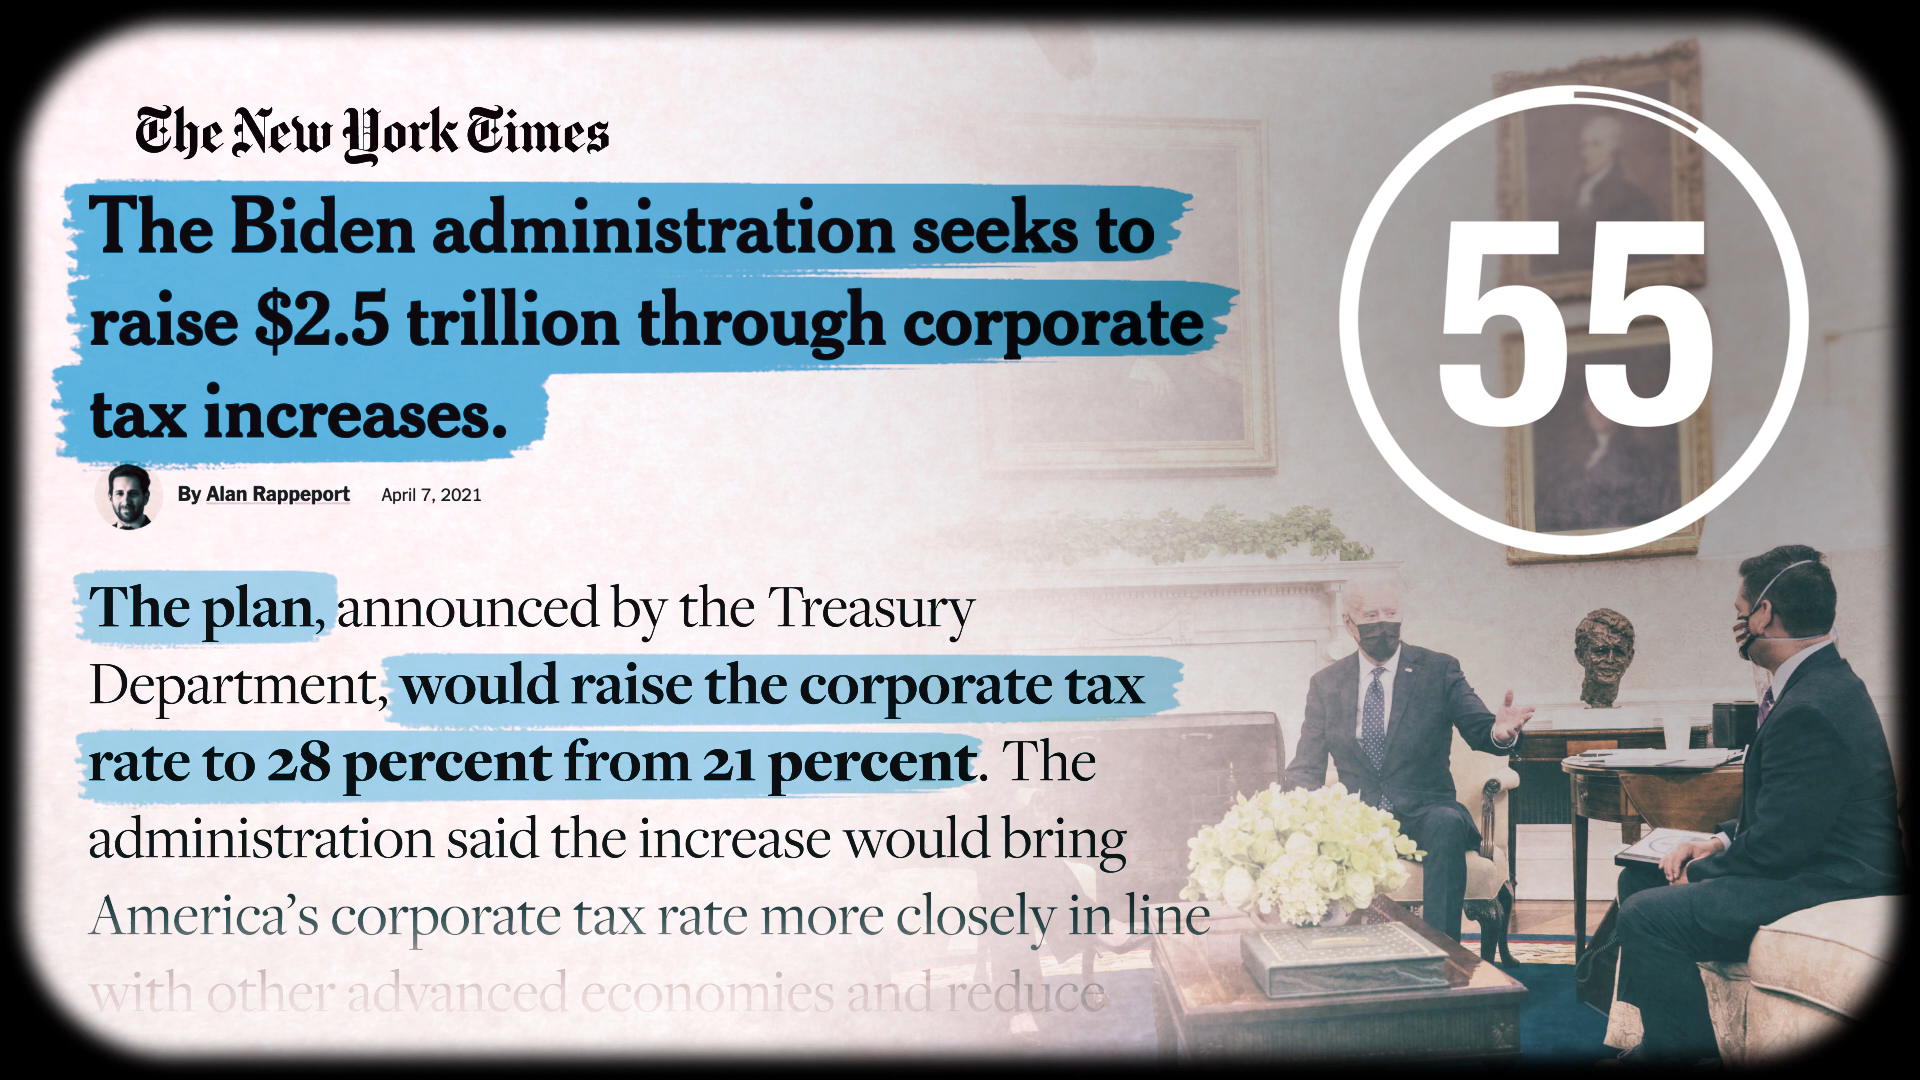 The New York Times
The Biden administration seeks to
raise $2.5 trillion through corporate
tax increases.
By Alan Rappeport April 7, 2021
The plan, announced by the Treasury
Department, would raise the corporate tax
rate to 28 percent from 21 percent. The
administration said the increase would bring
America’s corporate tax rate more closely in line
with other advanced economies and reduce
55